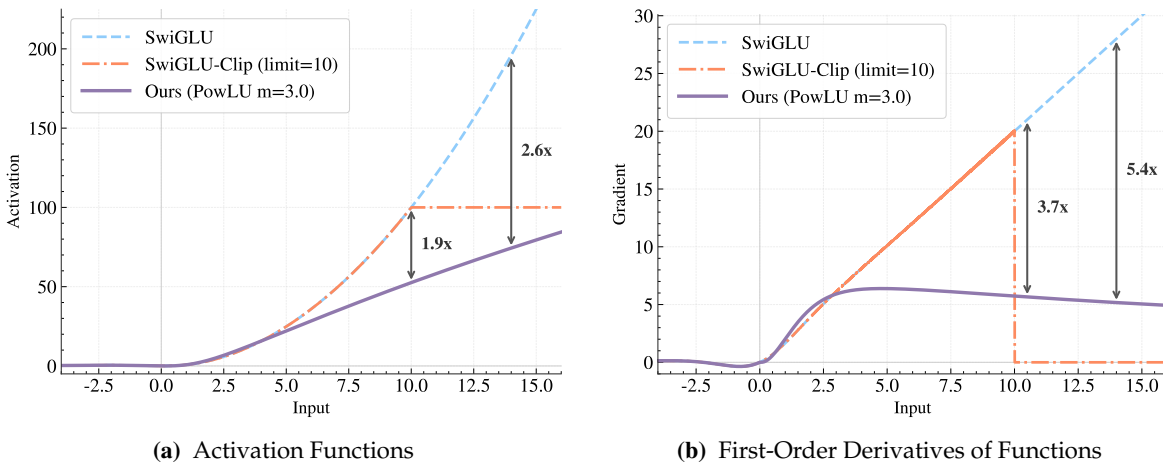 SwiGLU
SwiGLU-Clip (limit=10)
Ours (PowLU m=3.0)
200
150
100
50
0
Activation
2.6x
1.9x
-2.5 0.0 2.5 5.0 7.5 10.0 12.5 15.0
Input
(a) Activation Functions
30
25
20
15
10
5
0
Gradient
SwiGLU
SwiGLU-Clip (limit=10)
Ours (PowLU m=3.0)
5.4x
3.7x
-2.5 0.0 2.5 5.0 7.5 10.0 12.5 15.0
Input
(b) First-Order Derivatives of Functions